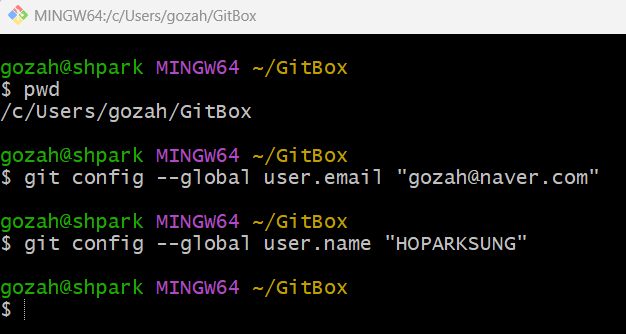 MINGW64:/c/Users/gozah/GitBox
gozah@shpark MINGW64 ~/GitBox
$ pwd
/c/Users/gozah/GitBox
gozah@shpark MINGW64 ~/GitBox
$ git config --global user.email "gozah@naver.com"
gozah@shpark MINGW64 ~/GitBox
$ git config --global user.name "HOPARKSUNG"
gozah@shpark MINGW64 ~/GitBox
$